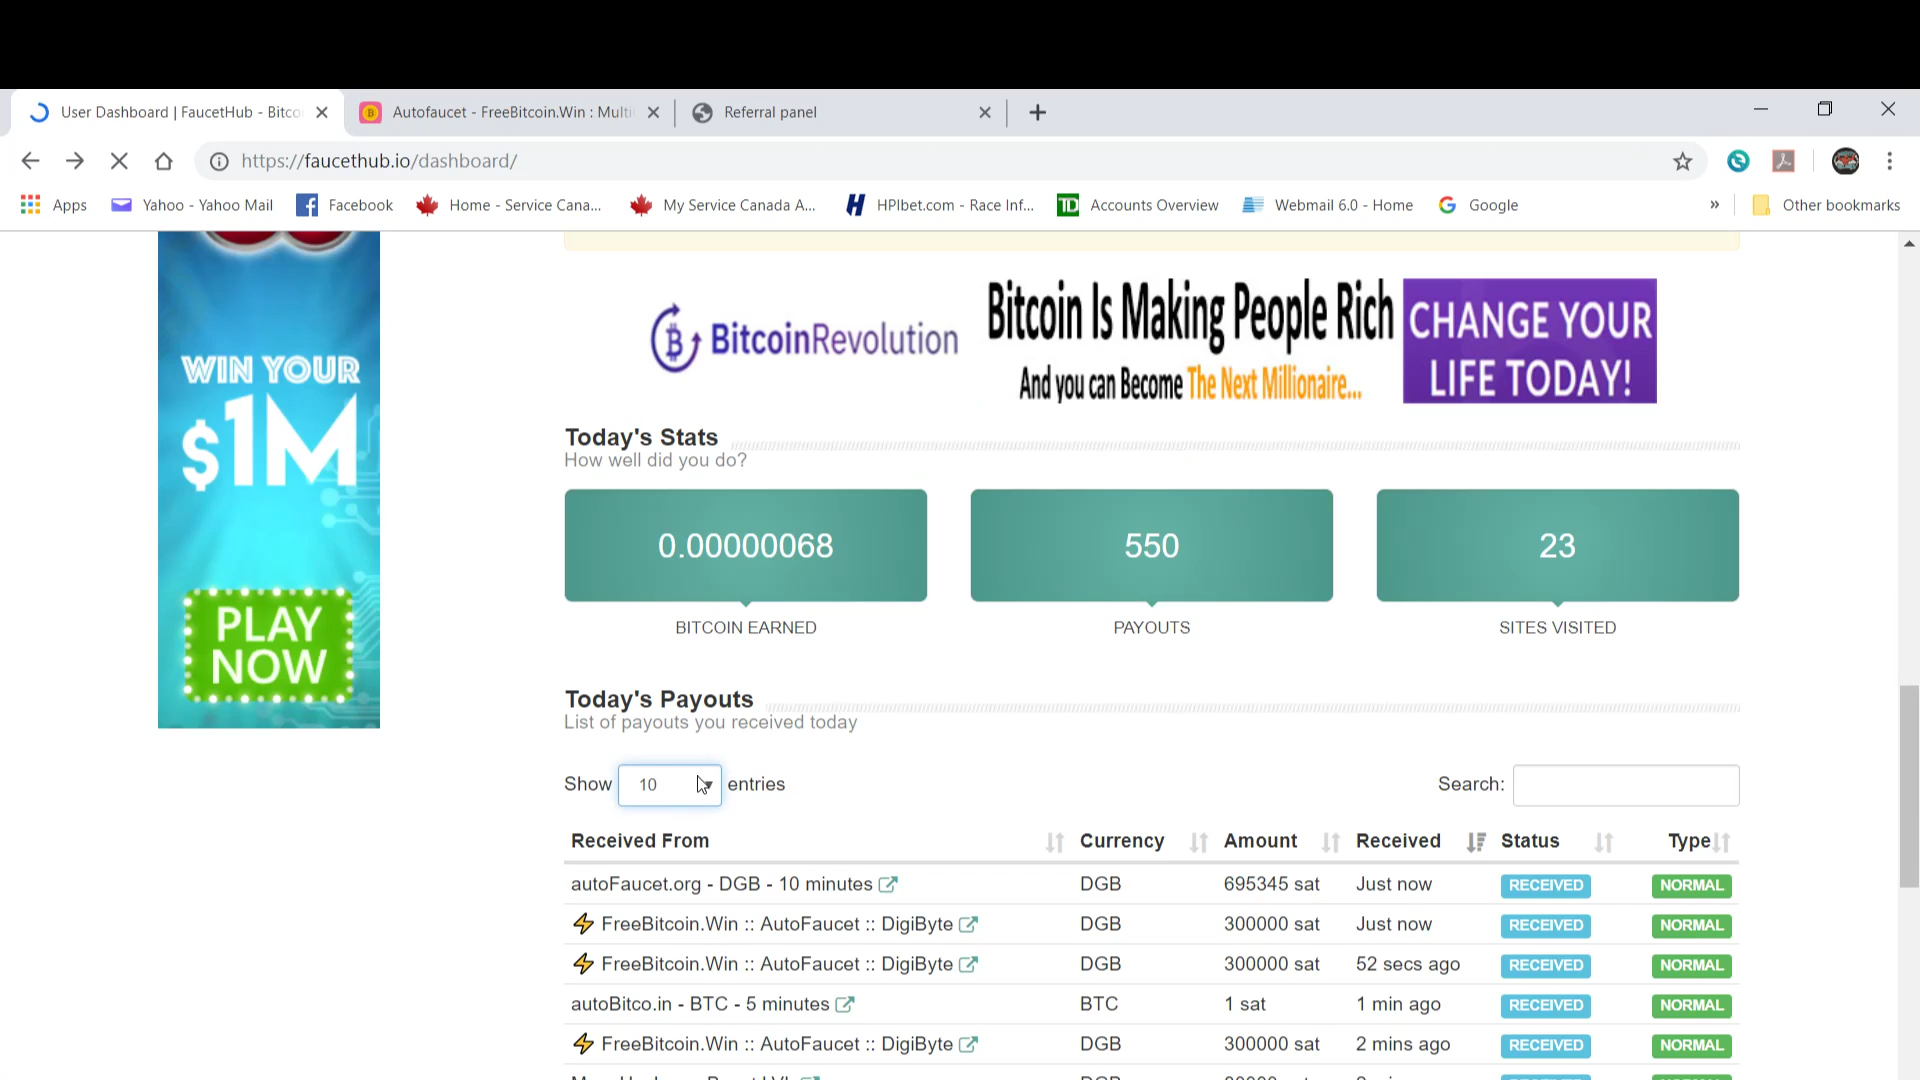 User Dashboard | FaucetHub - Bitco
Autofaucet - FreeBitcoin.Win : Multi
Referral panel
https://faucethub.io/dashboard/
Apps
Yahoo - Yahoo Mail
Facebook
Home - Service Cana...
My Service Canada A...
HPIbet.com - Race Inf...
TD
Accounts Overview
Webmail 6.0 - Home
Google
»
Other bookmarks
WIN YOUR
$1M
PLAY
NOW
BitcoinRevolution
Bitcoin Is Making People Rich
And you can Become The Next Millionaire...
CHANGE YOUR
LIFE TODAY!
Today's Stats
How well did you do?
0.00000068
550
23
BITCOIN EARNED
PAYOUTS
SITES VISITED
Today's Payouts
List of payouts you received today
Show 10 entries
Search:
Received From Currency Amount Received Status Type
autoFaucet.org - DGB - 10 minutes DGB 695345 sat Just now RECEIVED NORMAL
FreeBitcoin.Win :: AutoFaucet :: DigiByte DGB 300000 sat Just now RECEIVED NORMAL
FreeBitcoin.Win :: AutoFaucet :: DigiByte DGB 300000 sat 52 secs ago RECEIVED NORMAL
autoBitco.in - BTC - 5 minutes BTC 1 sat 1 min ago RECEIVED NORMAL
FreeBitcoin.Win :: AutoFaucet :: DigiByte DGB 300000 sat 2 mins ago RECEIVED NORMAL